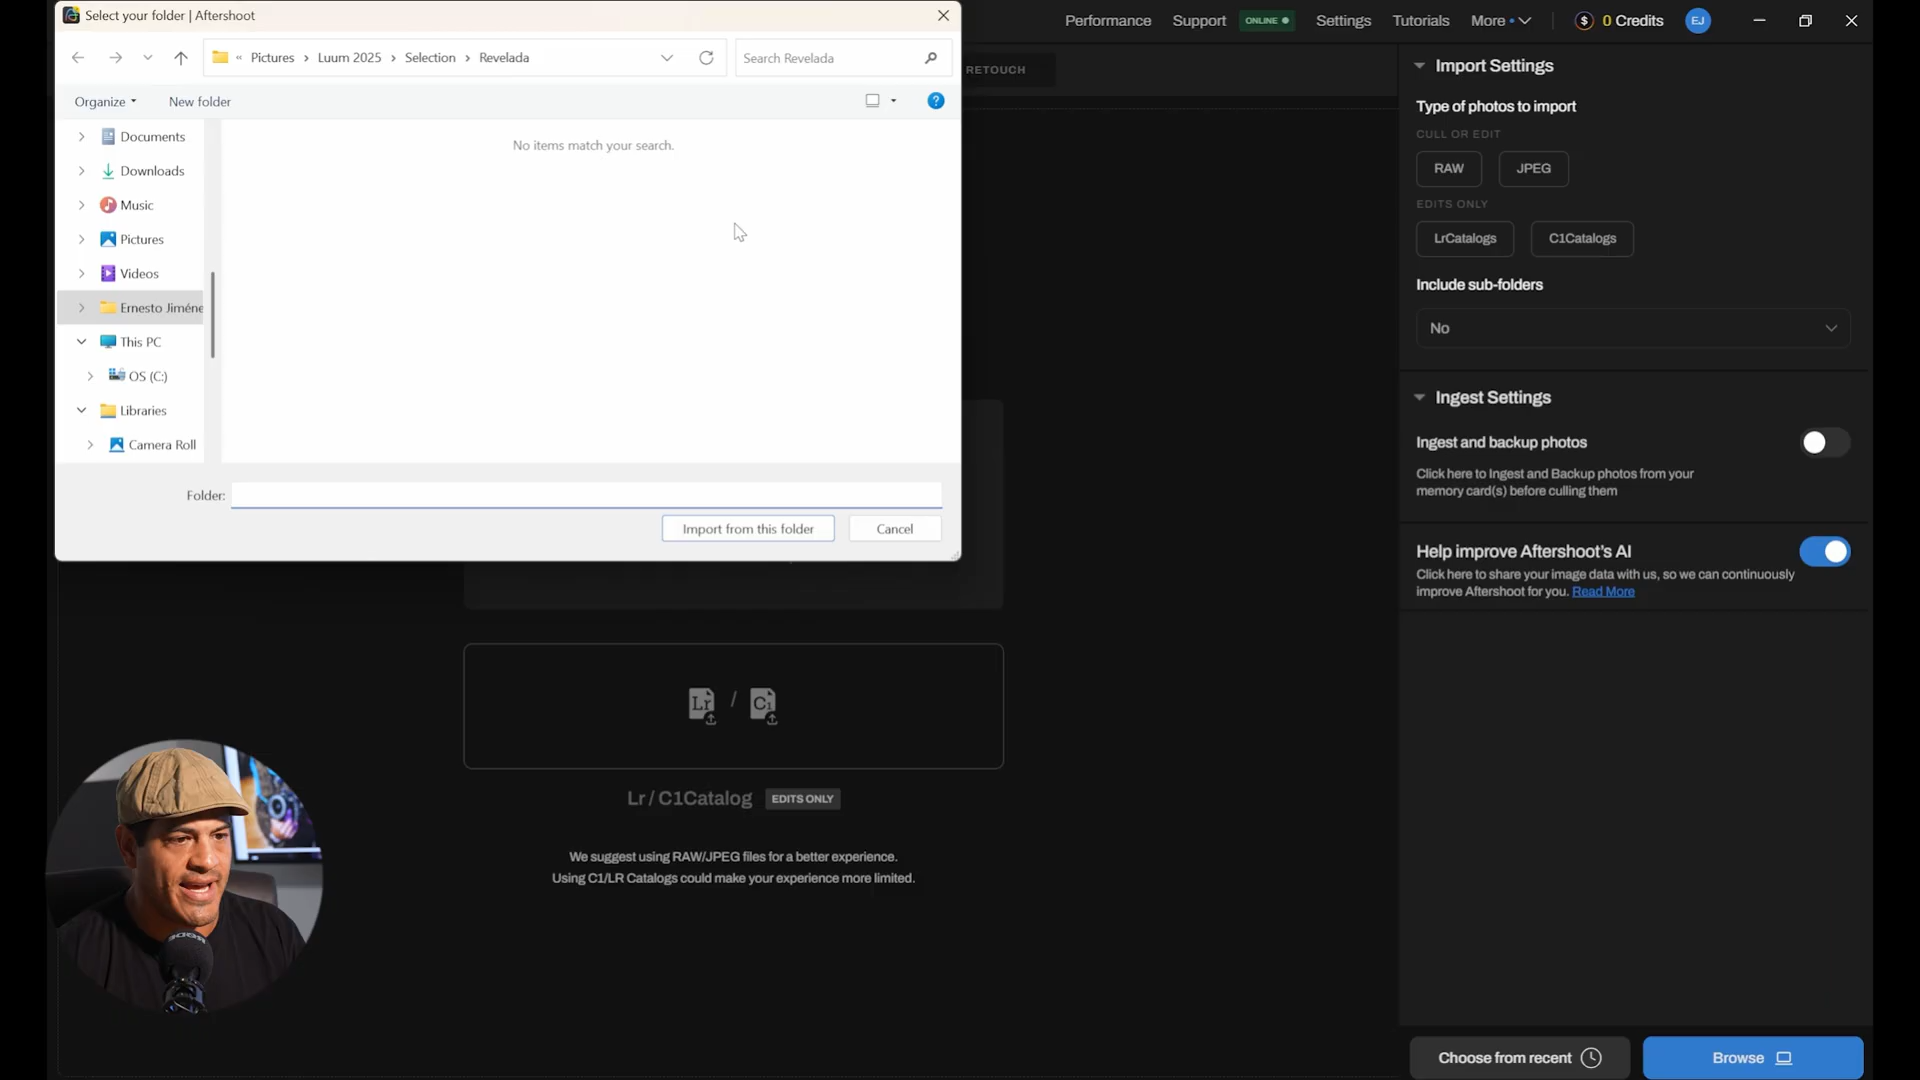 Select your folder | Aftershoot
Performance Support ONLINE Settings Tutorials More 0 Credits EJ
« Pictures › Luum 2025 › Selection › Revelada
Search Revelada
Organize New folder
RETOUCH
Documents
Downloads
Music
Pictures
Videos
Ernesto Jiméne
This PC
OS (C:)
Libraries
Camera Roll
No items match your search.
Folder:
Import from this folder Cancel
Lr / C1
Lr / C1Catalog EDITS ONLY
We suggest using RAW/JPEG files for a better experience.
Using C1/LR Catalogs could make your experience more limited.
RODE
Import Settings
Type of photos to import
CULL OR EDIT
RAW JPEG
EDITS ONLY
LrCatalogs C1Catalogs
Include sub-folders
No
Ingest Settings
Ingest and backup photos
Click here to Ingest and Backup photos from your
memory card(s) before culling them
Help improve Aftershoot's AI
Click here to share your image data with us, so we can continuously
improve Aftershoot for you. Read More
Choose from recent Browse